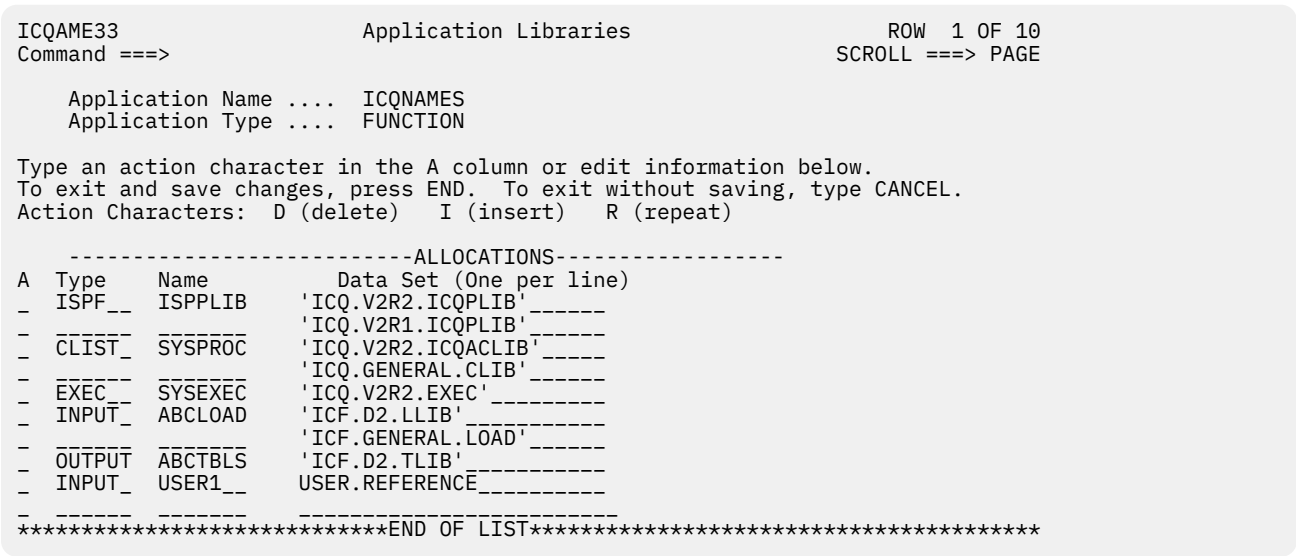 ICQAME33                   Application Libraries                    ROW  1 OF 10
Command ===>                                                    SCROLL ===> PAGE
    Application Name ....  ICQNAMES
    Application Type ....  FUNCTION
Type an action character in the A column or edit information below.
To exit and save changes, press END.  To exit without saving, type CANCEL.
Action Characters:  D (delete)   I (insert)   R (repeat)
    ---------------------------ALLOCATIONS------------------
A  Type    Name          Data Set (One per line)
_  ISPF__  ISPPLIB    'ICQ.V2R2.ICQPLIB'______
_  ______  _______    'ICQ.V2R1.ICQPLIB'______
_  CLIST_  SYSPROC    'ICQ.V2R2.ICQACLIB'_____
_  ______  _______    'ICQ.GENERAL.CLIB'______
_  EXEC__  SYSEXEC    'ICQ.V2R2.EXEC'_________
_  INPUT_  ABCLOAD    'ICF.D2.LLIB'___________
_  ______  _______    'ICF.GENERAL.LOAD'______
_  OUTPUT  ABCTBLS    'ICF.D2.TLIB'___________
_  INPUT_  USER1__    USER.REFERENCE__________
_  ______  _______    _________________________
*****************************END OF LIST****************************************